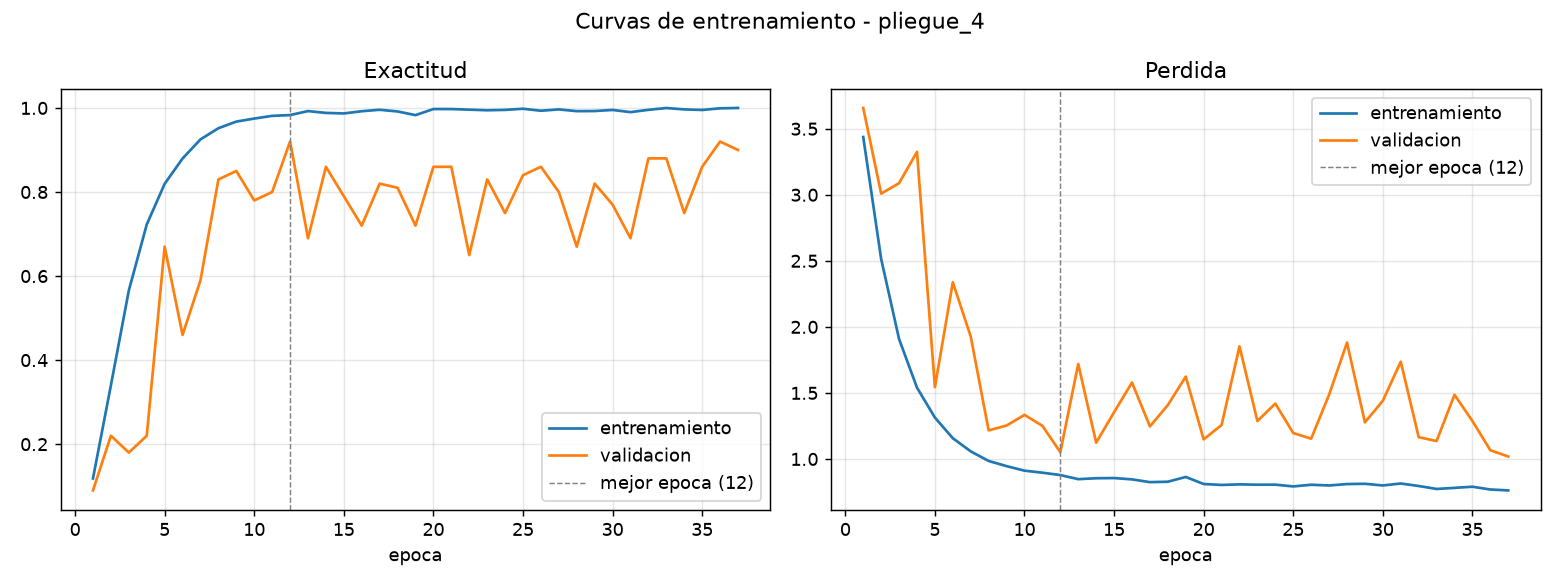 Curvas de entrenamiento - pliegue_4
Exactitud
1.0
0.8
0.6
0.4
0.2
0 5 10 15 20 25 30 35
epoca
entrenamiento
validacion
mejor epoca (12)
Perdida
3.5
3.0
2.5
2.0
1.5
1.0
0 5 10 15 20 25 30 35
epoca
entrenamiento
validacion
mejor epoca (12)